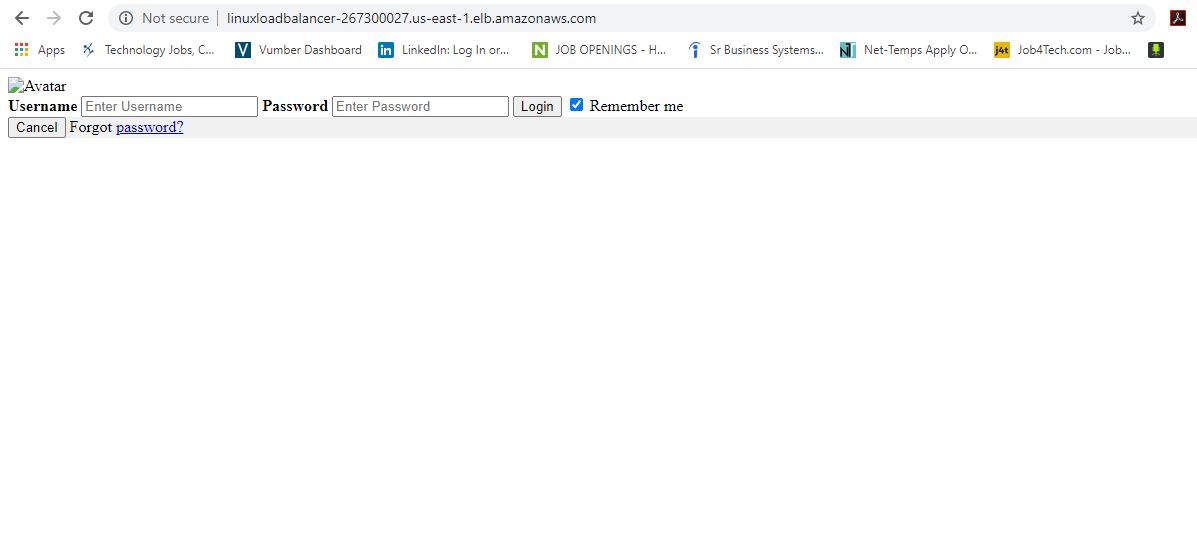 Not secure | linuxloadbalancer-267300027.us-east-1.elb.amazonaws.com
Apps Technology Jobs, C... V Vumber Dashboard in LinkedIn: Log In or... N JOB OPENINGS - H... Sr Business Systems... N Net-Temps Apply O... j4t Job4Tech.com - Job...
Avatar
Username Enter Username Password Enter Password Login Remember me
Cancel Forgot password?